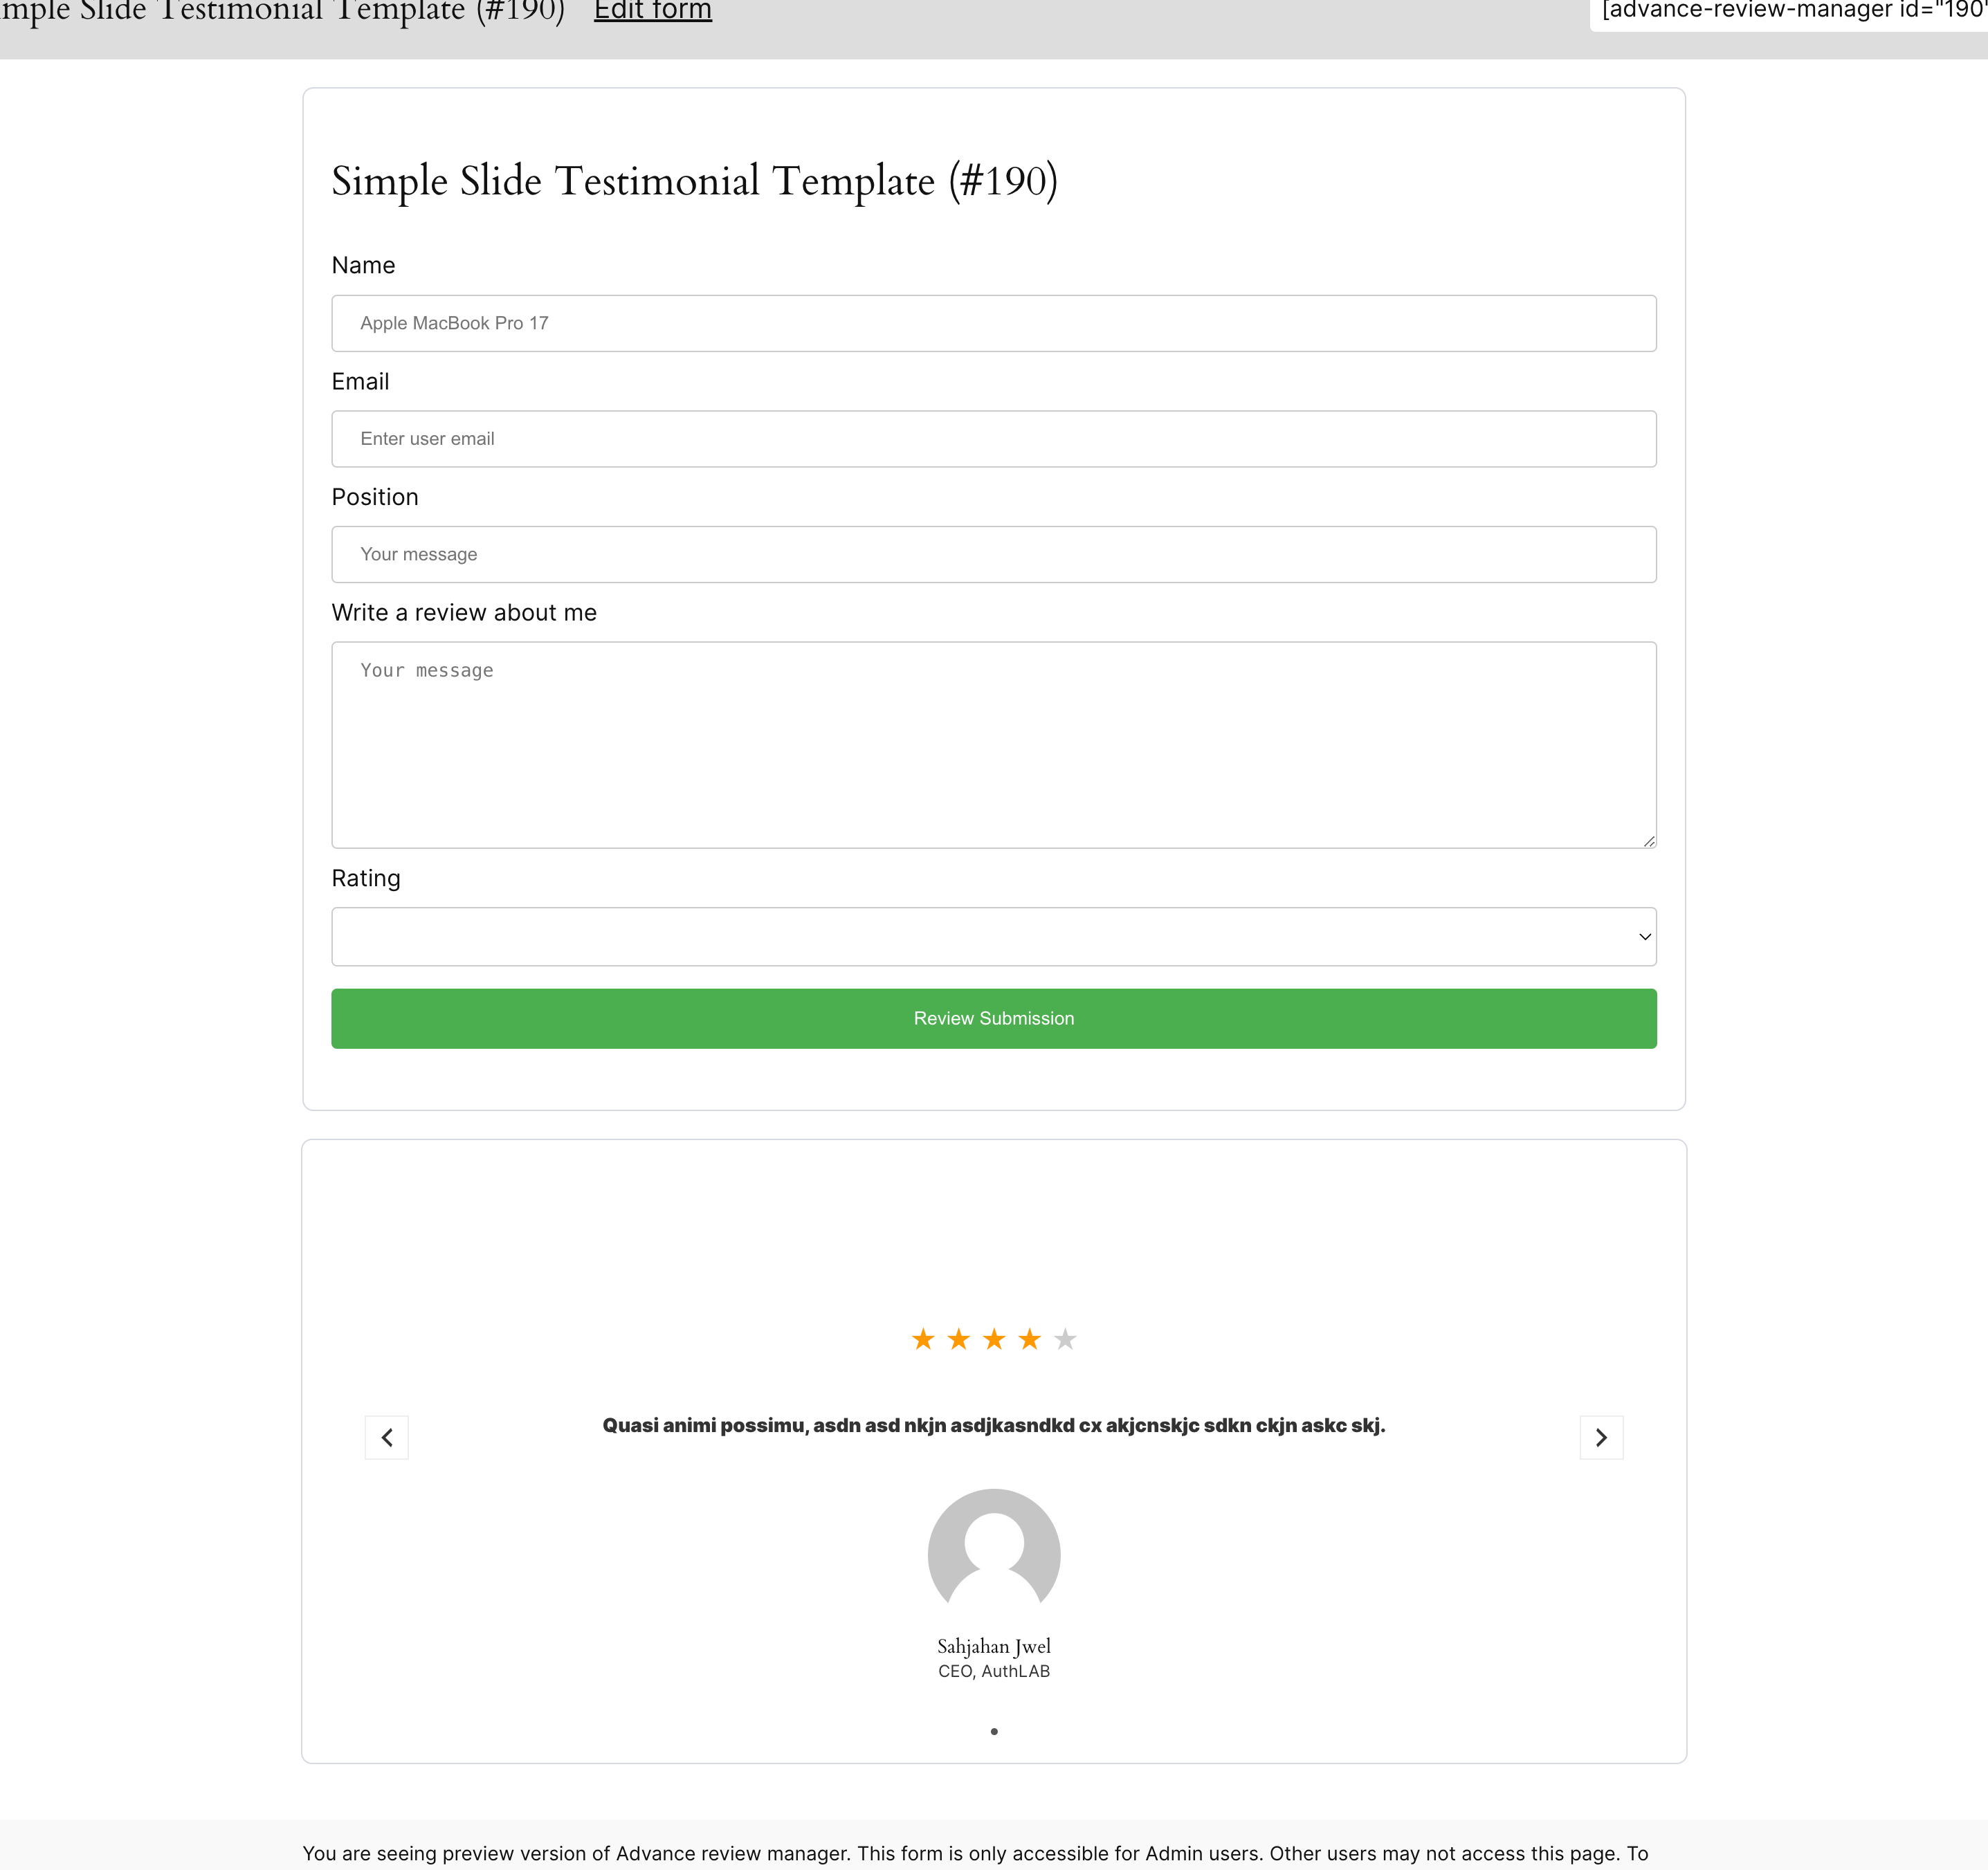 mple Slide Testimonial Template (#190) Edit form [advance-review-manager id="190"
Simple Slide Testimonial Template (#190)
Name
Apple MacBook Pro 17
Email
Enter user email
Position
Your message
Write a review about me
Your message
Rating
Review Submission
Quasi animi possimu, asdn asd nkjn asdjkasndkd cx akjcnskjc sdkn ckjn askc skj.
Sahjahan Jwel
CEO, AuthLAB
You are seeing preview version of Advance review manager. This form is only accessible for Admin users. Other users may not access this page. To